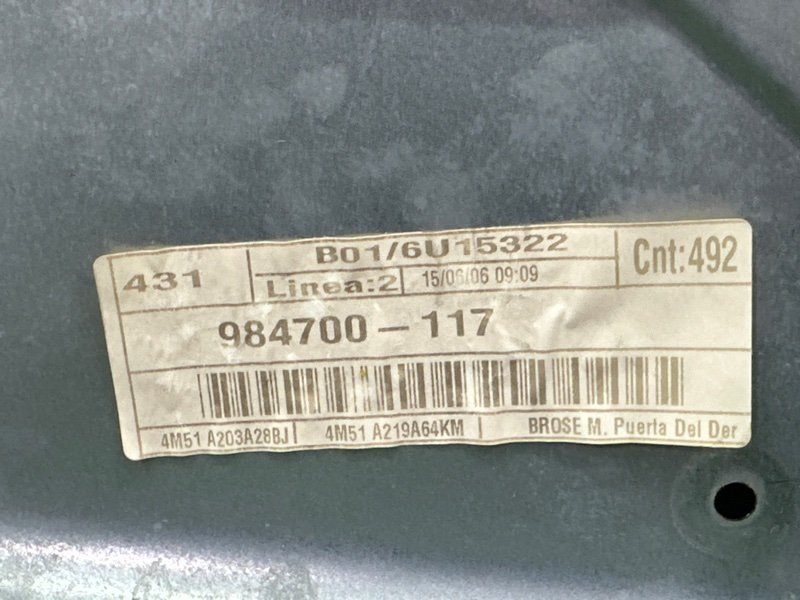 431 B01/6U15322 Cnt:492
Linea:2 15/06/06 09:09
984700-117
4M51 A203A28BJ 4M51 A219A64KM BROSE M. Puerta Del Der